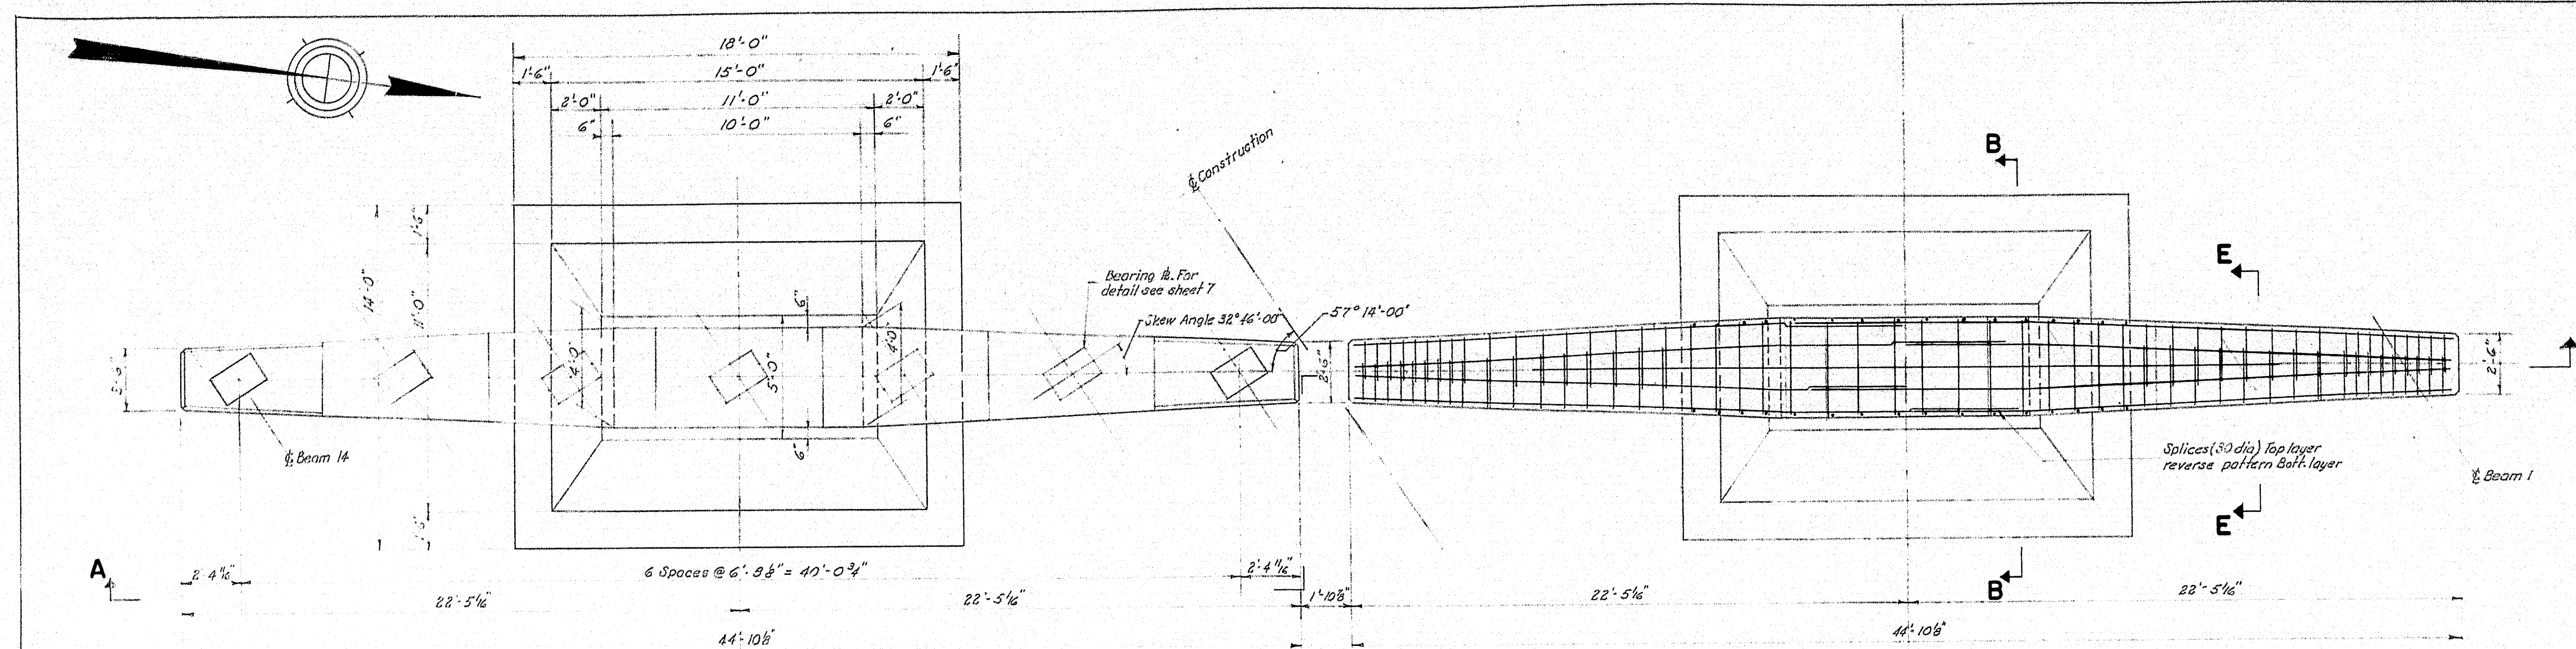 18'-0"
1'-6" 15'-0" 1'-6"
2'-0" 11'-0" 2'-0"
6" 10'-0" 6"
℄ Construction
B
14'-0"
1'-6"
11'-0"
1'-6"
Bearing ℔. For
detail see sheet 7
Skew Angle 32°46'-00"
57°14'-00"
E
6"
4'-0"
5'-0"
4'-0"
6"
2'-6"
2'-6"
℄ Beam 14
Splices (30 dia) Top layer
reverse pattern Bott. layer
℄ Beam 1
E
A
2'-4 1/16"
6 Spaces @ 6'-8 1/8" = 40'-0 3/4"
2'-4 1/16"
B
22'-5 1/16" 22'-5 1/16" 1'-10 1/8" 22'-5 1/16" 22'-5 1/16"
44'-10 1/8" 44'-10 1/8"